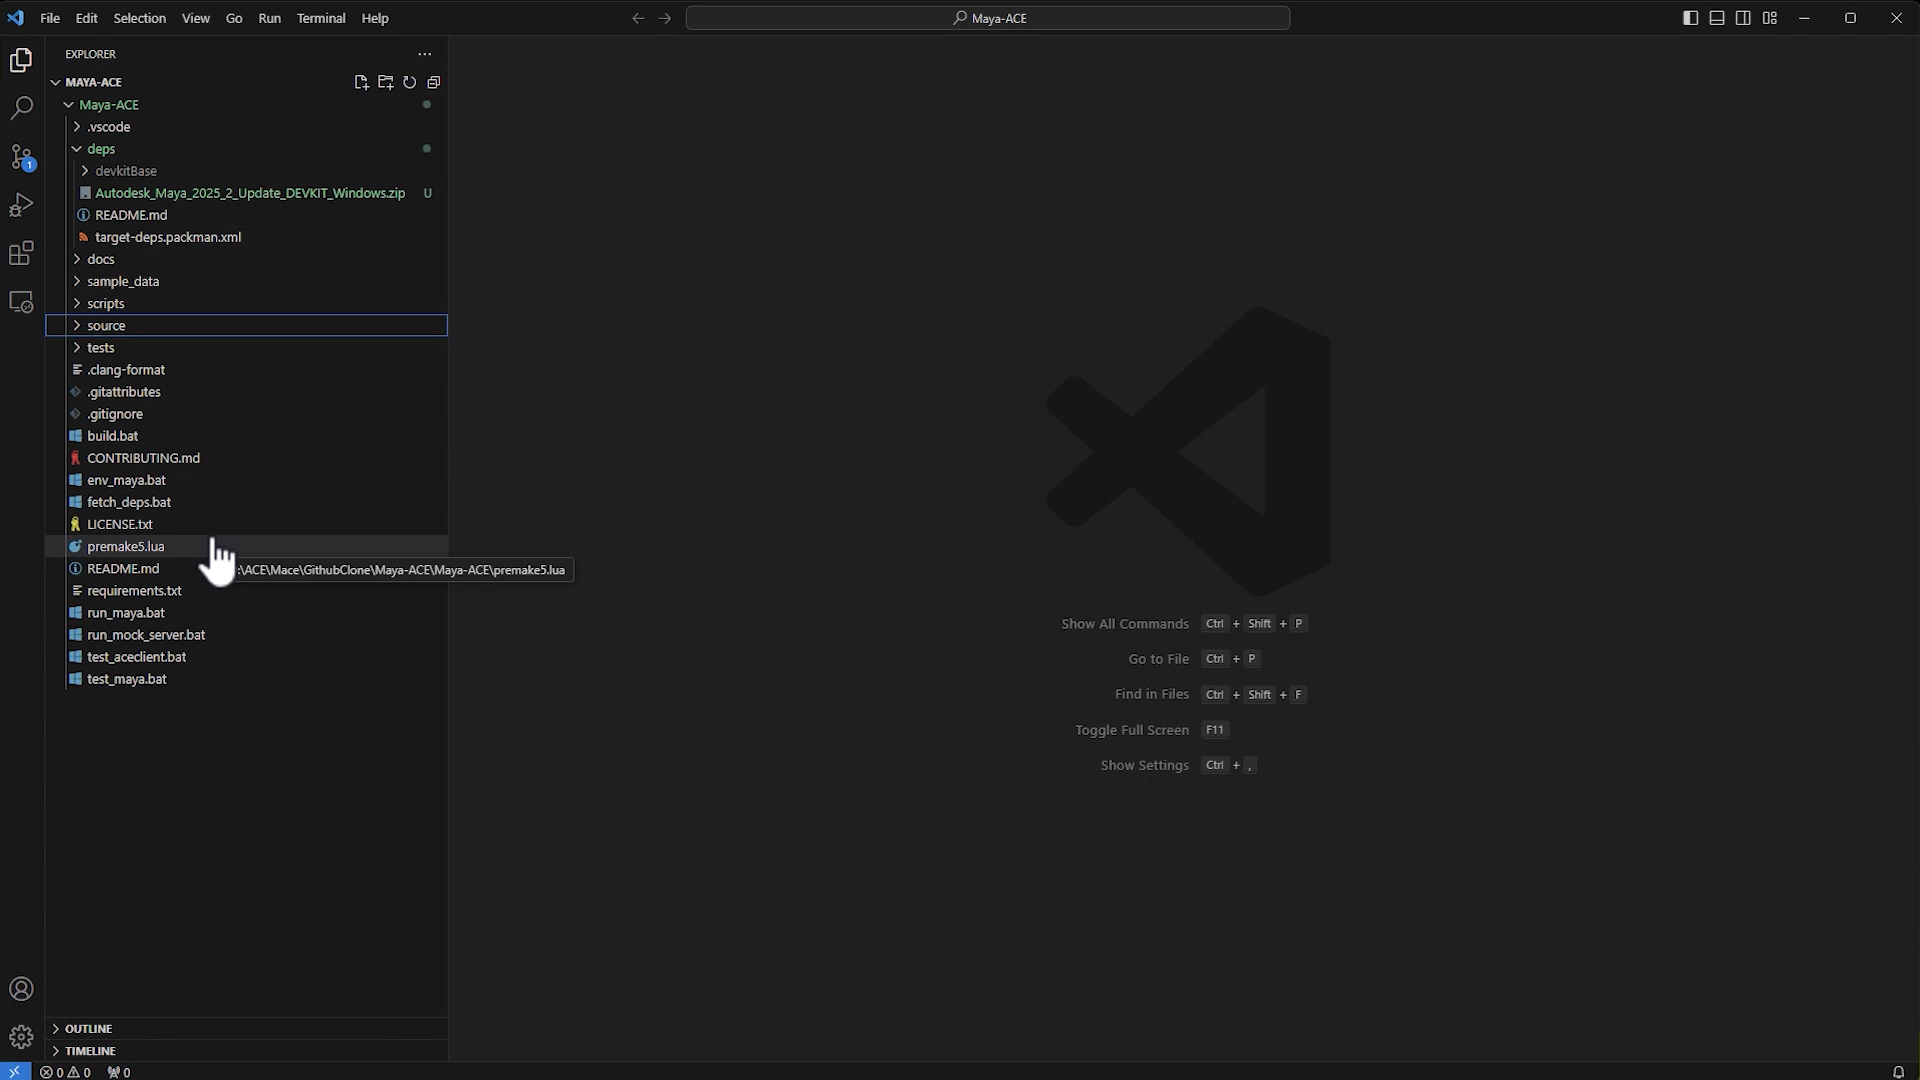 File Edit Selection View Go Run Terminal Help
Maya-ACE
EXPLORER
MAYA-ACE
Maya-ACE
.vscode
deps
devkitBase
Autodesk_Maya_2025_2_Update_DEVKIT_Windows.zip U
README.md
target-deps.packman.xml
docs
sample_data
scripts
source
tests
.clang-format
.gitattributes
.gitignore
build.bat
CONTRIBUTING.md
env_maya.bat
fetch_deps.bat
LICENSE.txt
premake5.lua
README.md
:\ACE\Mace\GithubClone\Maya-ACE\Maya-ACE\premake5.lua
requirements.txt
run_maya.bat
run_mock_server.bat
test_aceclient.bat
test_maya.bat
Show All Commands Ctrl + Shift + P
Go to File Ctrl + P
Find in Files Ctrl + Shift + F
Toggle Full Screen F11
Show Settings Ctrl + ,
1
OUTLINE
TIMELINE
0 0 0